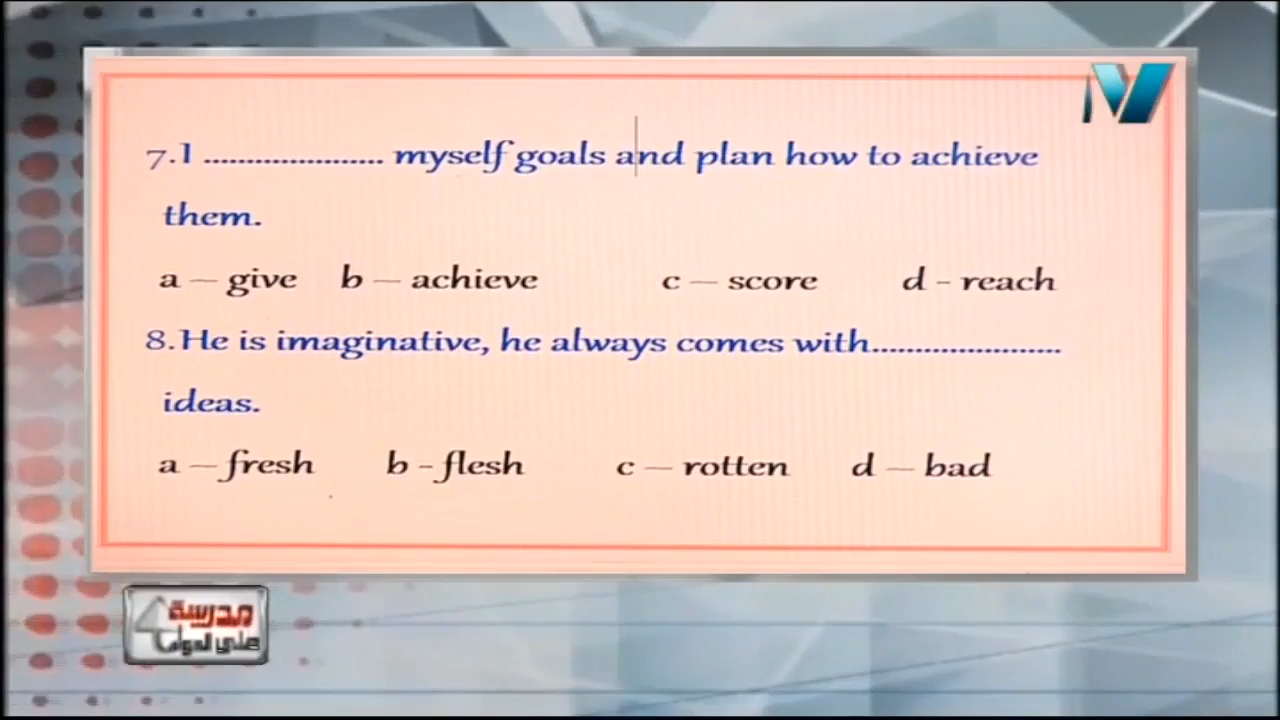 7.I ..................... myself goals and plan how to achieve
them.
a – give b – achieve c – score d - reach
8.He is imaginative, he always comes with......................
ideas.
a – fresh b - flesh c – rotten d – bad
مدرسة
على الهواء